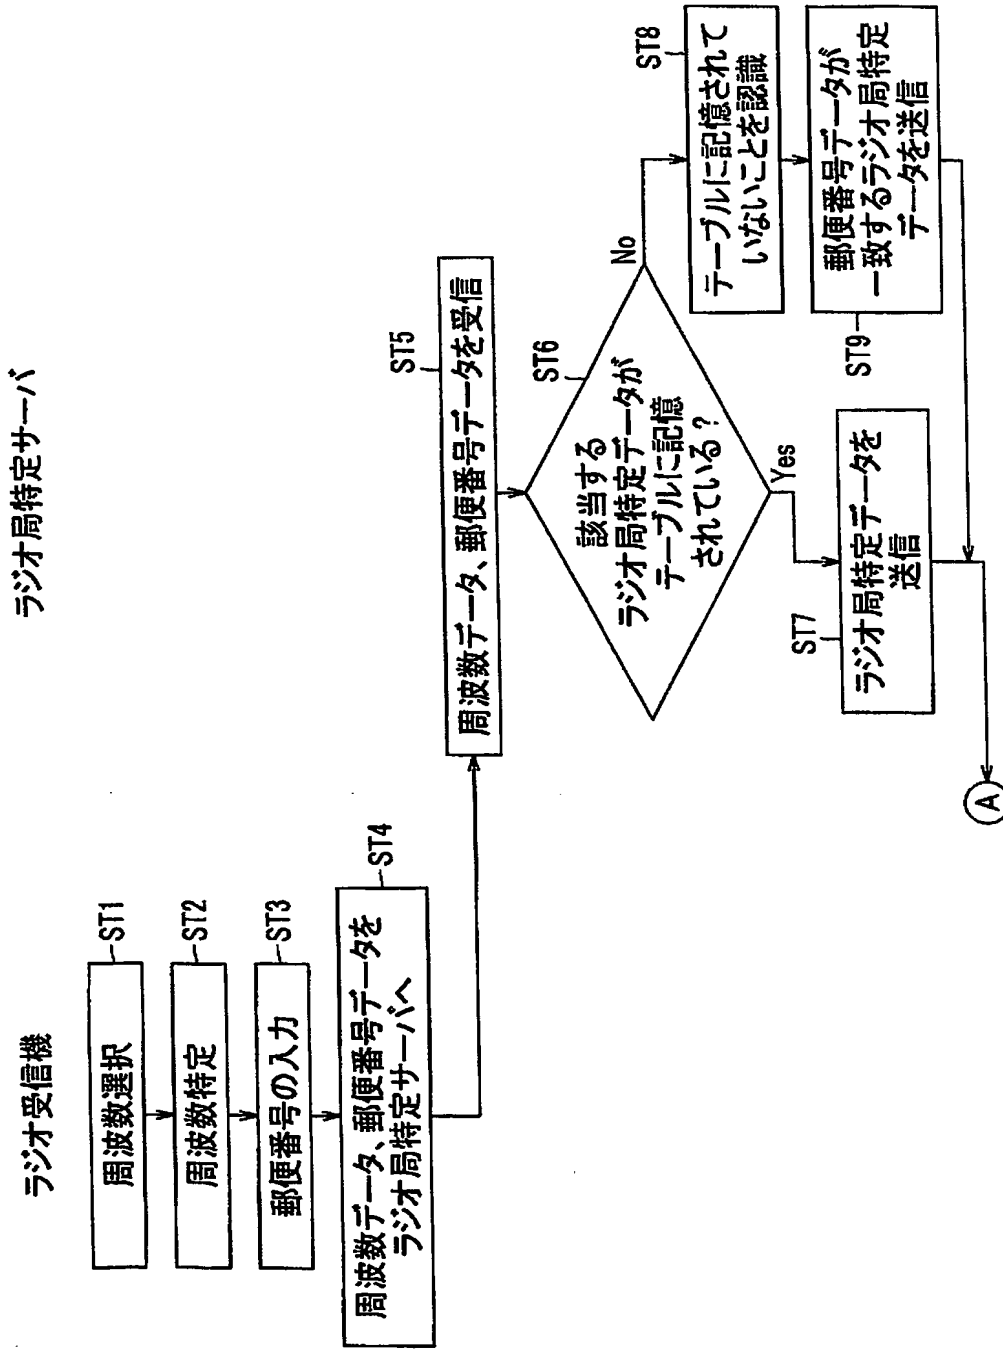 ラジオ受信機
周波数選択
ST1
周波数特定
ST2
郵便番号の入力
ST3
周波数データ、郵便番号データを
ラジオ局特定サーバへ
ST4
ラジオ局特定サーバ
周波数データ、郵便番号データを受信
ST5
該当する
ラジオ局特定データが
テーブルに記憶
されている?
ST6
Yes
No
ラジオ局特定データを
送信
ST7
テーブルに記憶されて
いないことを認識
ST8
郵便番号データが
一致するラジオ局特定
データを送信
ST9
A